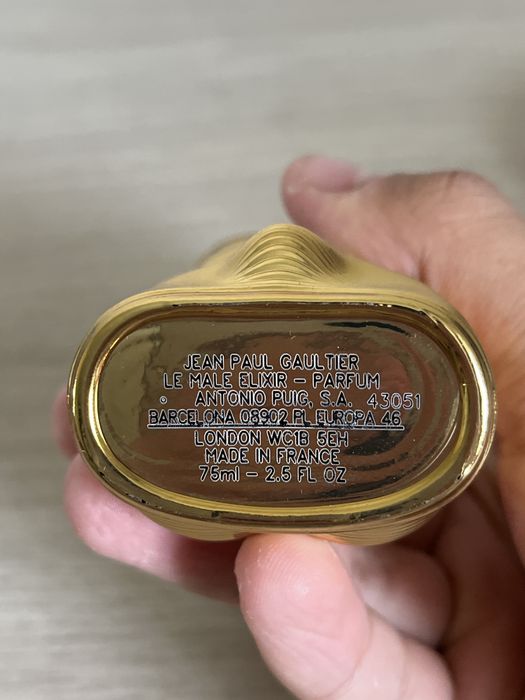 JEAN PAUL GAULTIER
LE MALE ELIXIR – PARFUM
ANTONIO PUIG, S.A. 43051
BARCELONA 08902 PL EUROPA 46
LONDON WC1B 5EH
MADE IN FRANCE
75ml – 2.5 FL OZ